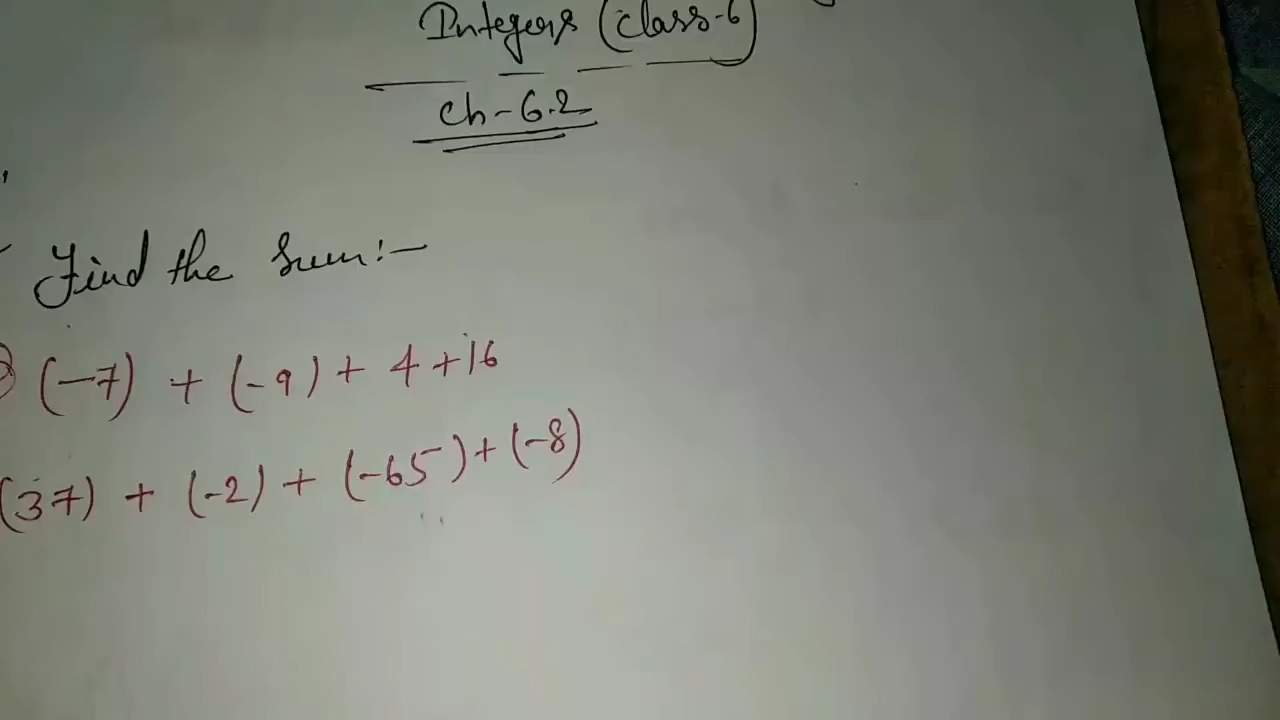 Integers (class-6)
Ch-6.2
Find the Sum:-
(-7) + (-9) + 4 + 16
(37) + (-2) + (-65) + (-8)